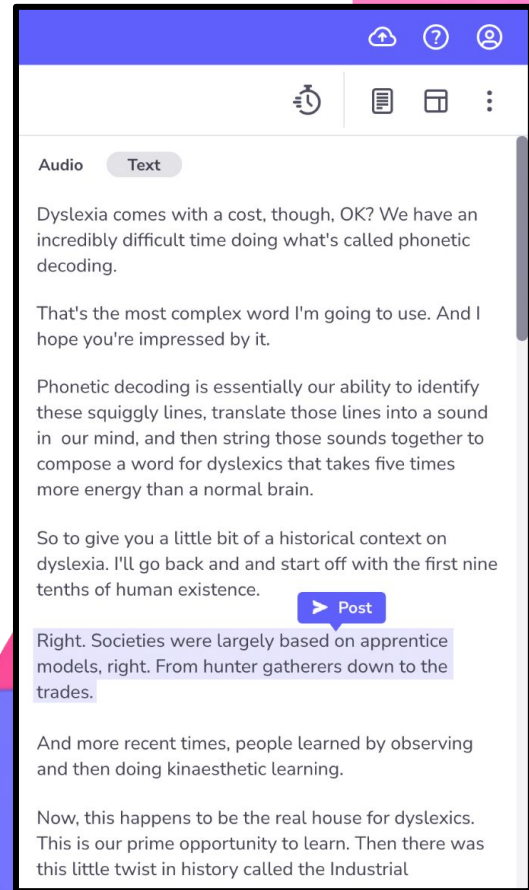 Audio Text
Dyslexia comes with a cost, though, OK? We have an
incredibly difficult time doing what's called phonetic
decoding.
That's the most complex word I'm going to use. And I
hope you're impressed by it.
Phonetic decoding is essentially our ability to identify
these squiggly lines, translate those lines into a sound
in our mind, and then string those sounds together to
compose a word for dyslexics that takes five times
more energy than a normal brain.
So to give you a little bit of a historical context on
dyslexia. I'll go back and and start off with the first nine
tenths of human existence.
Post
Right. Societies were largely based on apprentice
models, right. From hunter gatherers down to the
trades.
And more recent times, people learned by observing
and then doing kinaesthetic learning.
Now, this happens to be the real house for dyslexics.
This is our prime opportunity to learn. Then there was
this little twist in history called the Industrial